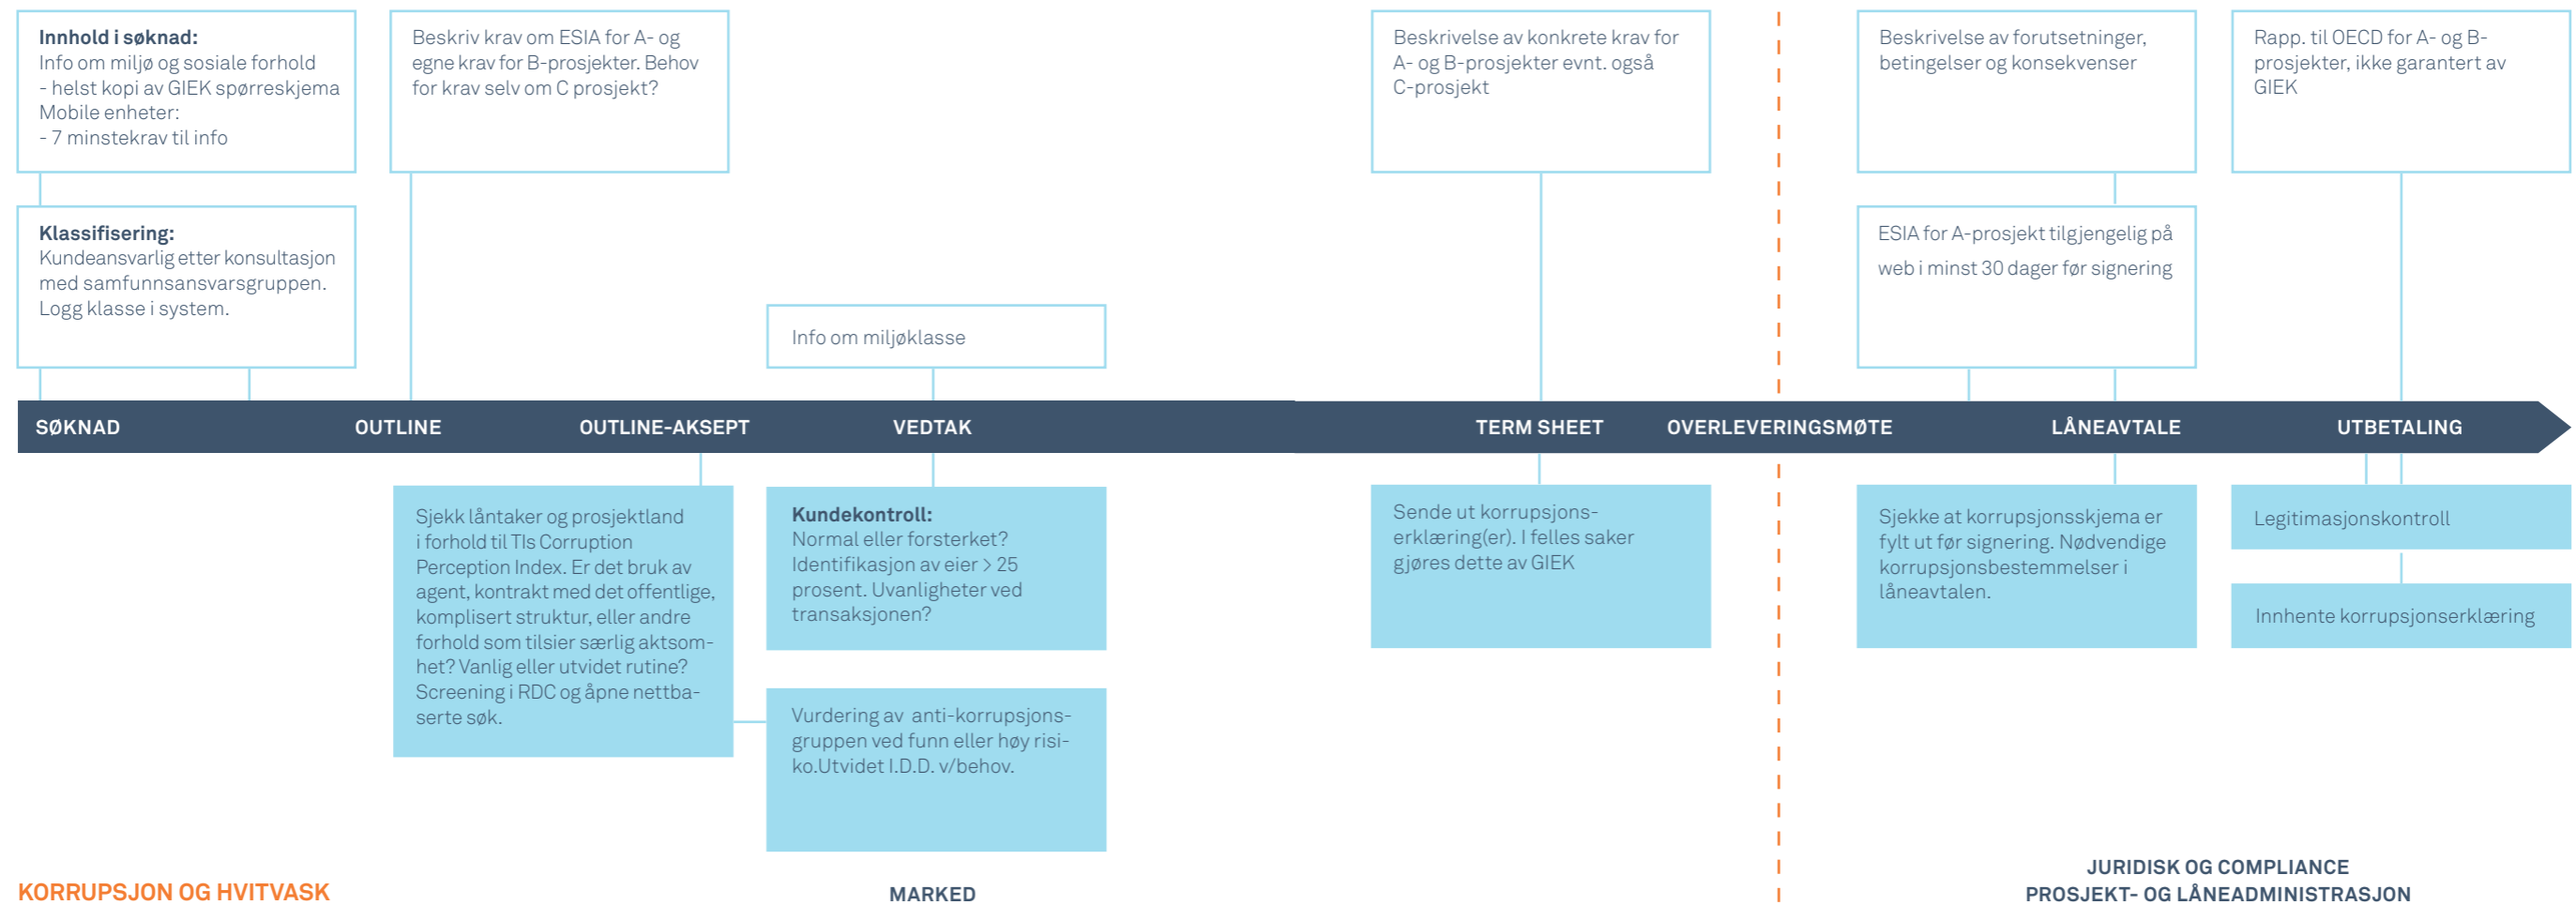 Innhold i søknad:
Info om miljø og sosiale forhold
- helst kopi av GIEK spørreskjema
Mobile enheter:
- 7 minstekrav til info
Klassifisering:
Kundeansvarlig etter konsultasjon
med samfunnsansvarsgruppen.
Logg klasse i system.
Beskriv krav om ESIA for A- og
egne krav for B-prosjekter. Behov
for krav selv om C prosjekt?
Info om miljøklasse
Beskrivelse av konkrete krav for
A- og B-prosjekter evnt. også
C-prosjekt
Beskrivelse av forutsetninger,
betingelser og konsekvenser
ESIA for A-prosjekt tilgjengelig på
web i minst 30 dager før signering
Rapp. til OECD for A- og B-
prosjekter, ikke garantert av
GIEK
SØKNAD
OUTLINE
OUTLINE-AKSEPT
VEDTAK
TERM SHEET
OVERLEVERINGSMØTE
LÅNEAVTALE
UTBETALING
Sjekk låntaker og prosjektland
i forhold til TIs Corruption
Perception Index. Er det bruk av
agent, kontrakt med det offentlige,
komplisert struktur, eller andre
forhold som tilsier særlig aktsom-
het? Vanlig eller utvidet rutine?
Screening i RDC og åpne nettba-
serte søk.
Kundekontroll:
Normal eller forsterket?
Identifikasjon av eier > 25
prosent. Uvanligheter ved
transaksjonen?
Vurdering av  anti-korrupsjons-
gruppen ved funn eller høy risi-
ko.Utvidet I.D.D. v/behov.
Sende ut korrupsjons-
erklæring(er). I felles saker
gjøres dette av GIEK
Sjekke at korrupsjonsskjema er
fylt ut før signering. Nødvendige
korrupsjonsbestemmelser i
låneavtalen.
Legitimasjonskontroll
Innhente korrupsjonserklæring
KORRUPSJON OG HVITVASK
MARKED
JURIDISK OG COMPLIANCE
PROSJEKT- OG LÅNEADMINISTRASJON